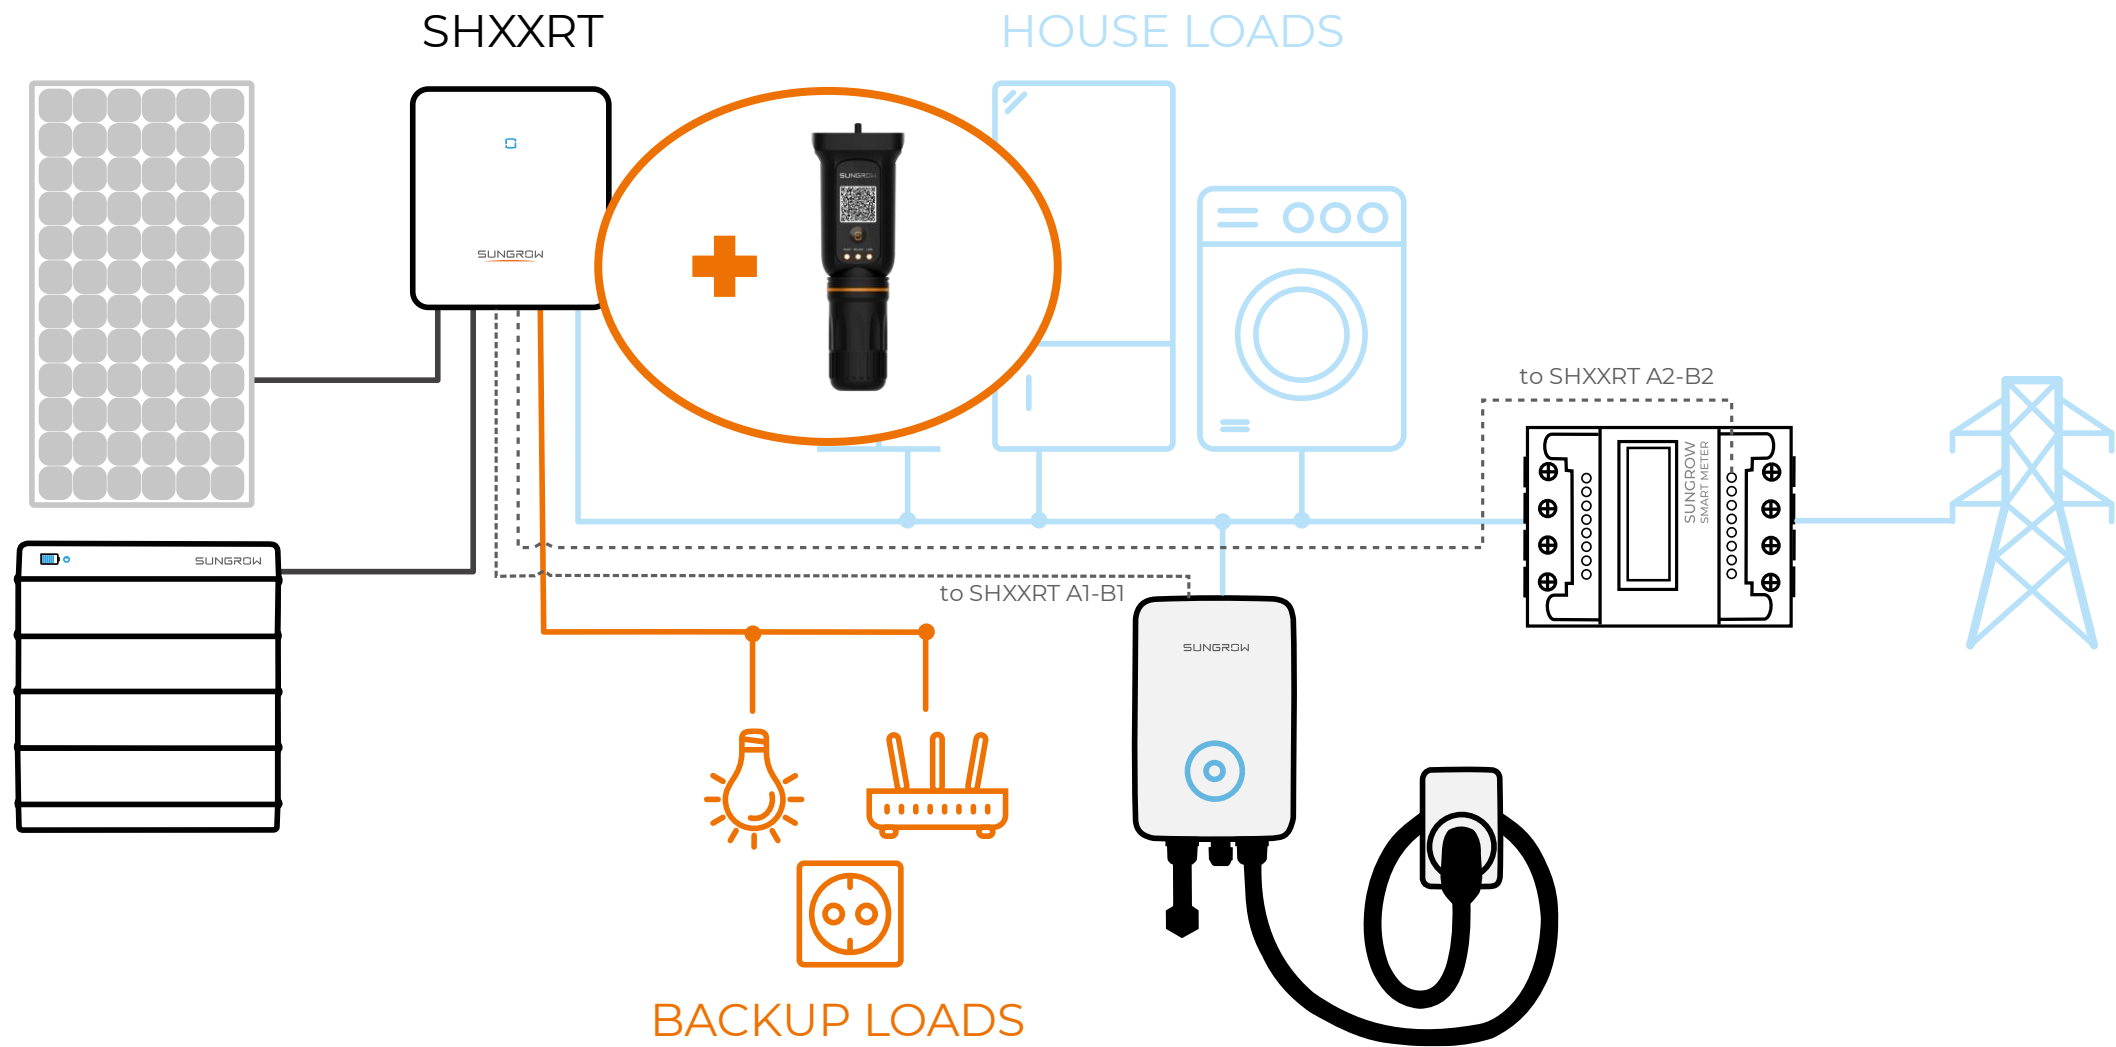 SHXXRT
HOUSE LOADS
SUNGROW
SUNGROW
to SHXXRT A2-B2
SUNGROW
SMART METER
SUNGROW
to SHXXRT A1-B1
SUNGROW
BACKUP LOADS